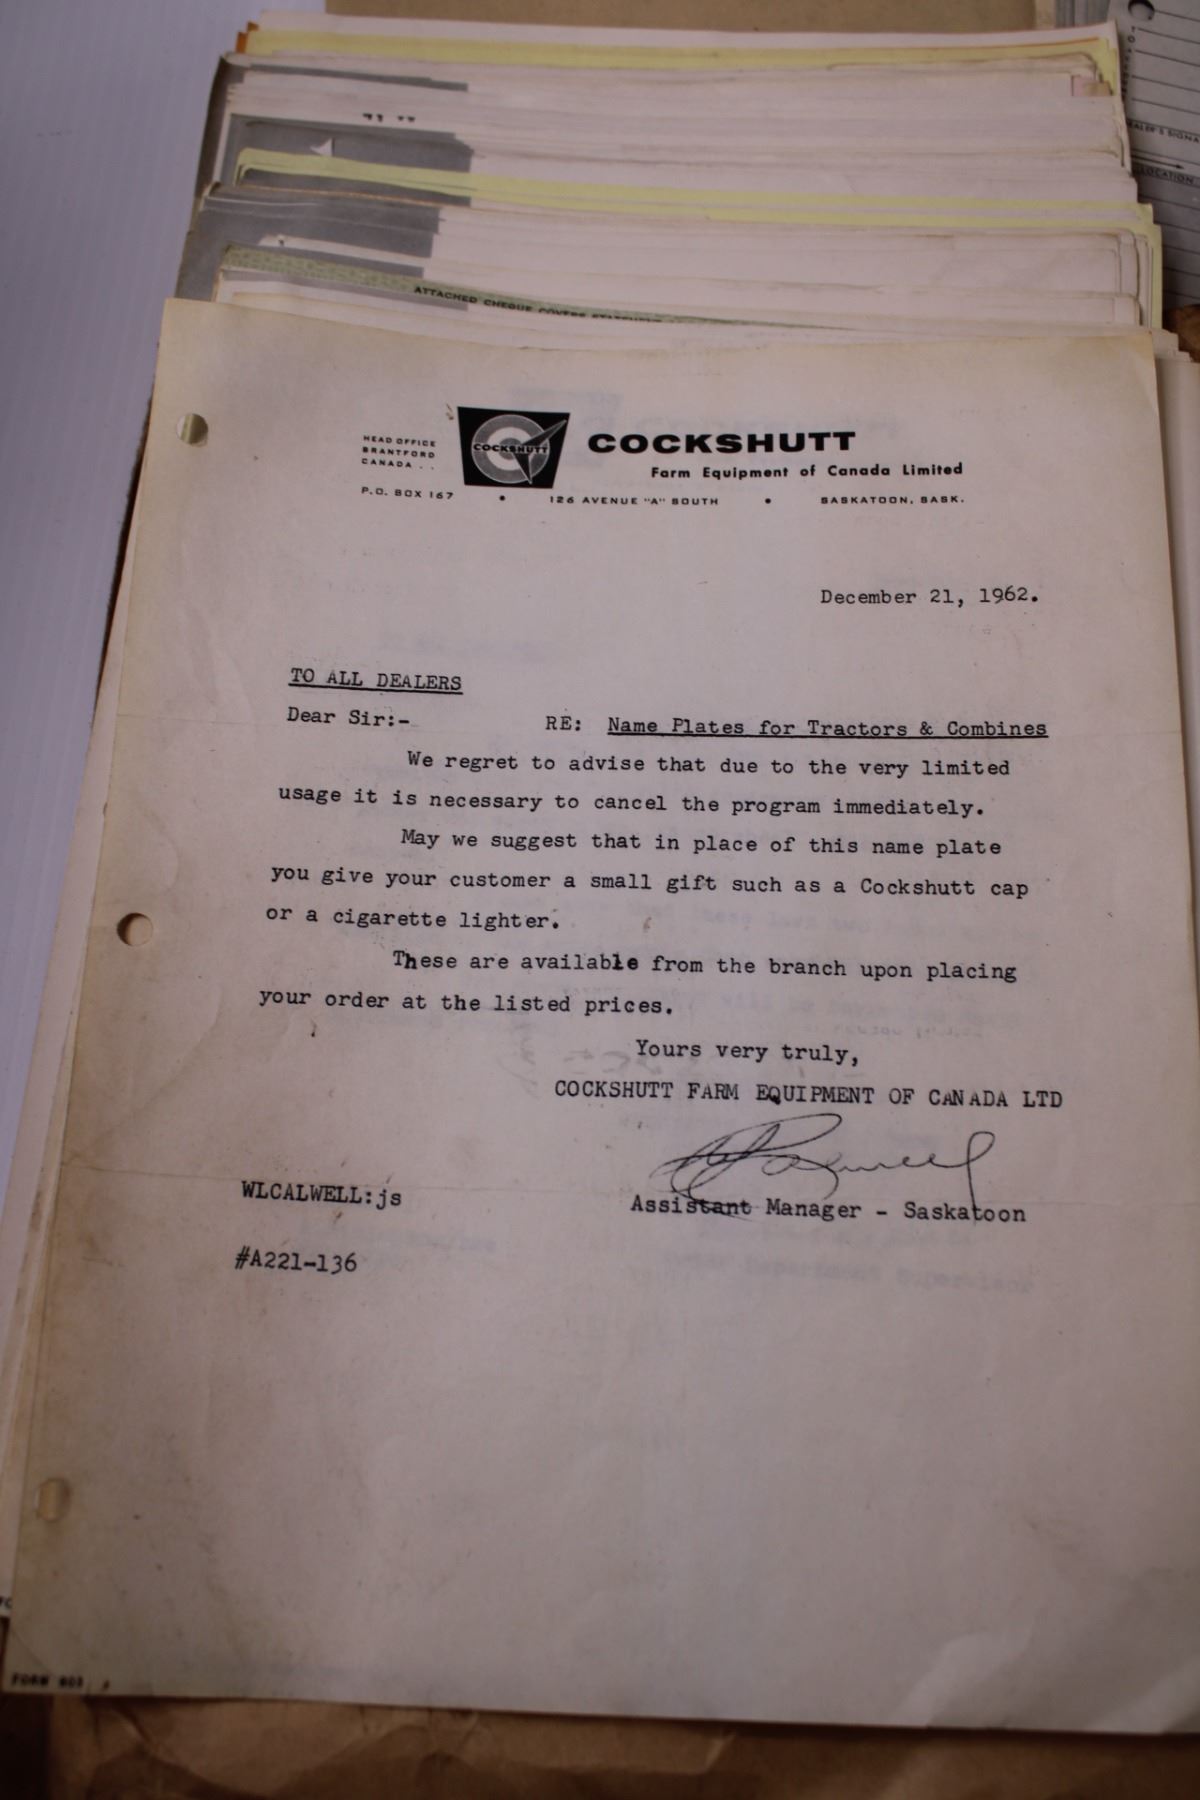 ATTACHED CHEQUE COVERS STATEMENT
HEAD OFFICE
BRANTFORD
CANADA . .
COCKSHUTT
COCKSHUTT
Farm Equipment of Canada Limited
P.O. BOX 167 • 126 AVENUE "A" SOUTH • SASKATOON, SASK.
December 21, 1962.
TO ALL DEALERS
Dear Sir:- RE: Name Plates for Tractors & Combines
We regret to advise that due to the very limited
usage it is necessary to cancel the program immediately.
May we suggest that in place of this name plate
you give your customer a small gift such as a Cockshutt cap
or a cigarette lighter.
These are available from the branch upon placing
your order at the listed prices.
Yours very truly,
COCKSHUTT FARM EQUIPMENT OF CANADA LTD
Assistant Manager - Saskatoon
WLCALWELL:js
#A221-136
LOCATION